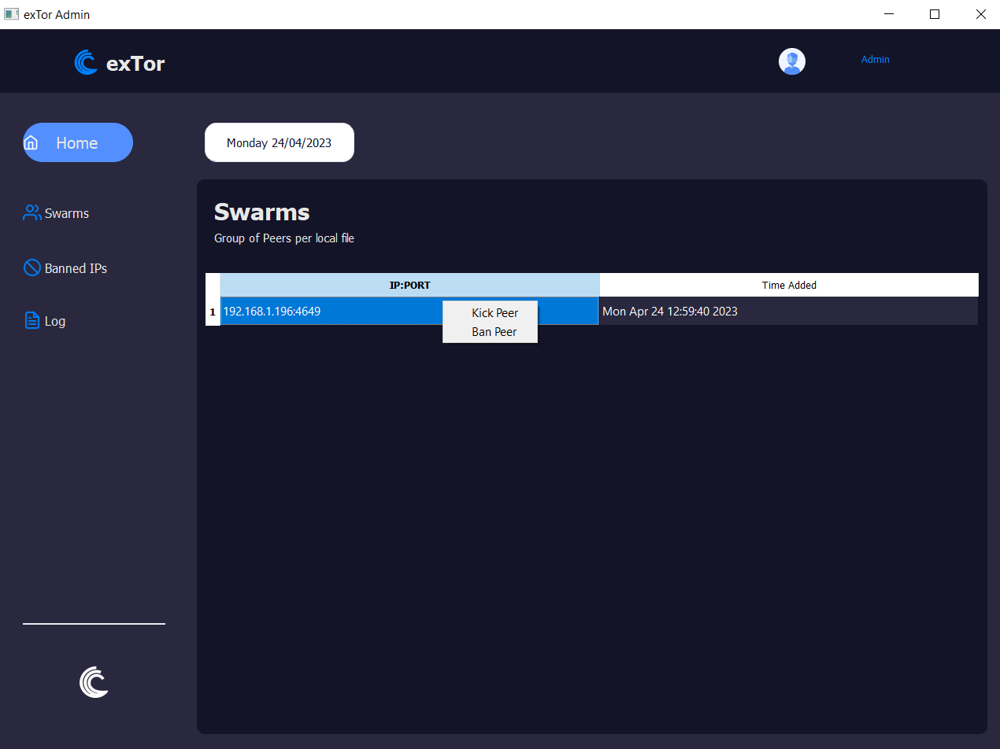 exTor Admin
exTor
Admin
Home
Monday 24/04/2023
Swarms
Banned IPs
Log
Swarms
Group of Peers per local file
IP:PORT Time Added
1 192.168.1.196:4649 Mon Apr 24 12:59:40 2023
Kick Peer
Ban Peer